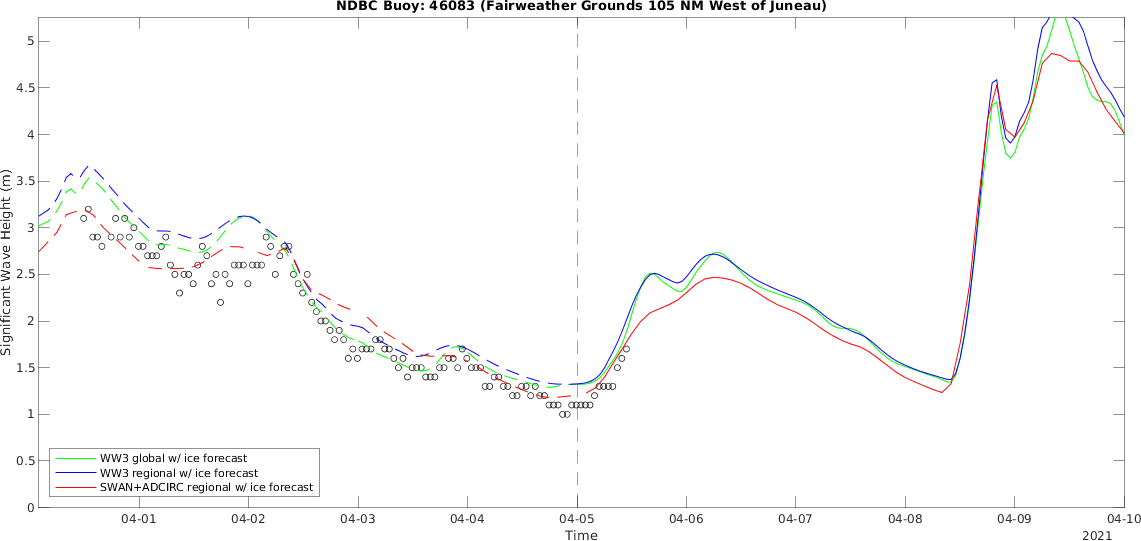 NDBC Buoy: 46083 (Fairweather Grounds 105 NM West of Juneau)
Significant Wave Height (m)
5
4.5
4
3.5
3
2.5
2
1.5
1
0.5
0
WW3 global w/ ice forecast
WW3 regional w/ ice forecast
SWAN+ADCIRC regional w/ ice forecast
04-01 04-02 04-03 04-04 04-05 04-06 04-07 04-08 04-09 04-10
Time
2021